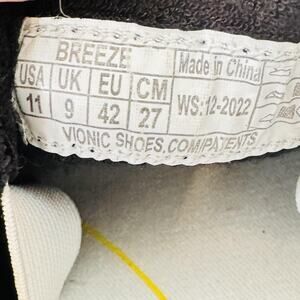 BREEZE
USA UK EU CM
11 9 42 27
Made in China
WS: 12-2022
VIONIC SHOES.COM/PATENTS